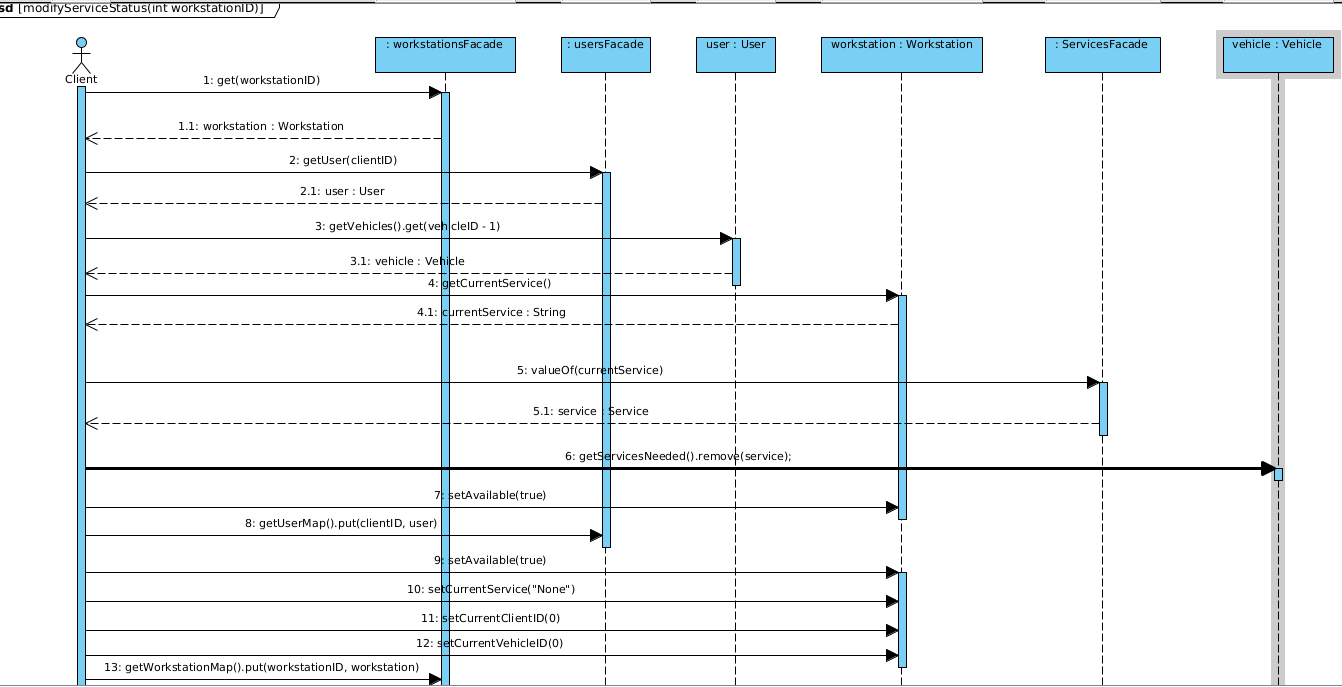 sd [modifyServiceStatus(int workstationID)]
: workstationsFacade
: usersFacade
user : User
workstation : Workstation
: ServicesFacade
vehicle : Vehicle
Client
1: get(workstationID)
1.1: workstation : Workstation
2: getUser(clientID)
2.1: user : User
3: getVehicles().get(vehicleID - 1)
3.1: vehicle : Vehicle
4: getCurrentService()
4.1: currentService : String
5: valueOf(currentService)
5.1: service : Service
6: getServicesNeeded().remove(service);
7: setAvailable(true)
8: getUserMap().put(clientID, user)
9: setAvailable(true)
10: setCurrentService("None")
11: setCurrentClientID(0)
12: setCurrentVehicleID(0)
13: getWorkstationMap().put(workstationID, workstation)